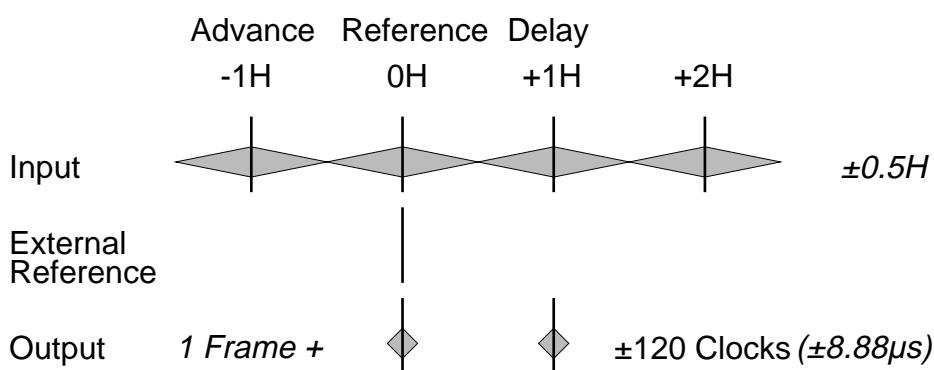 Advance Reference Delay
-1H 0H +1H +2H
Input ±0.5H
External
Reference
Output 1 Frame + ±120 Clocks (±8.88µs)